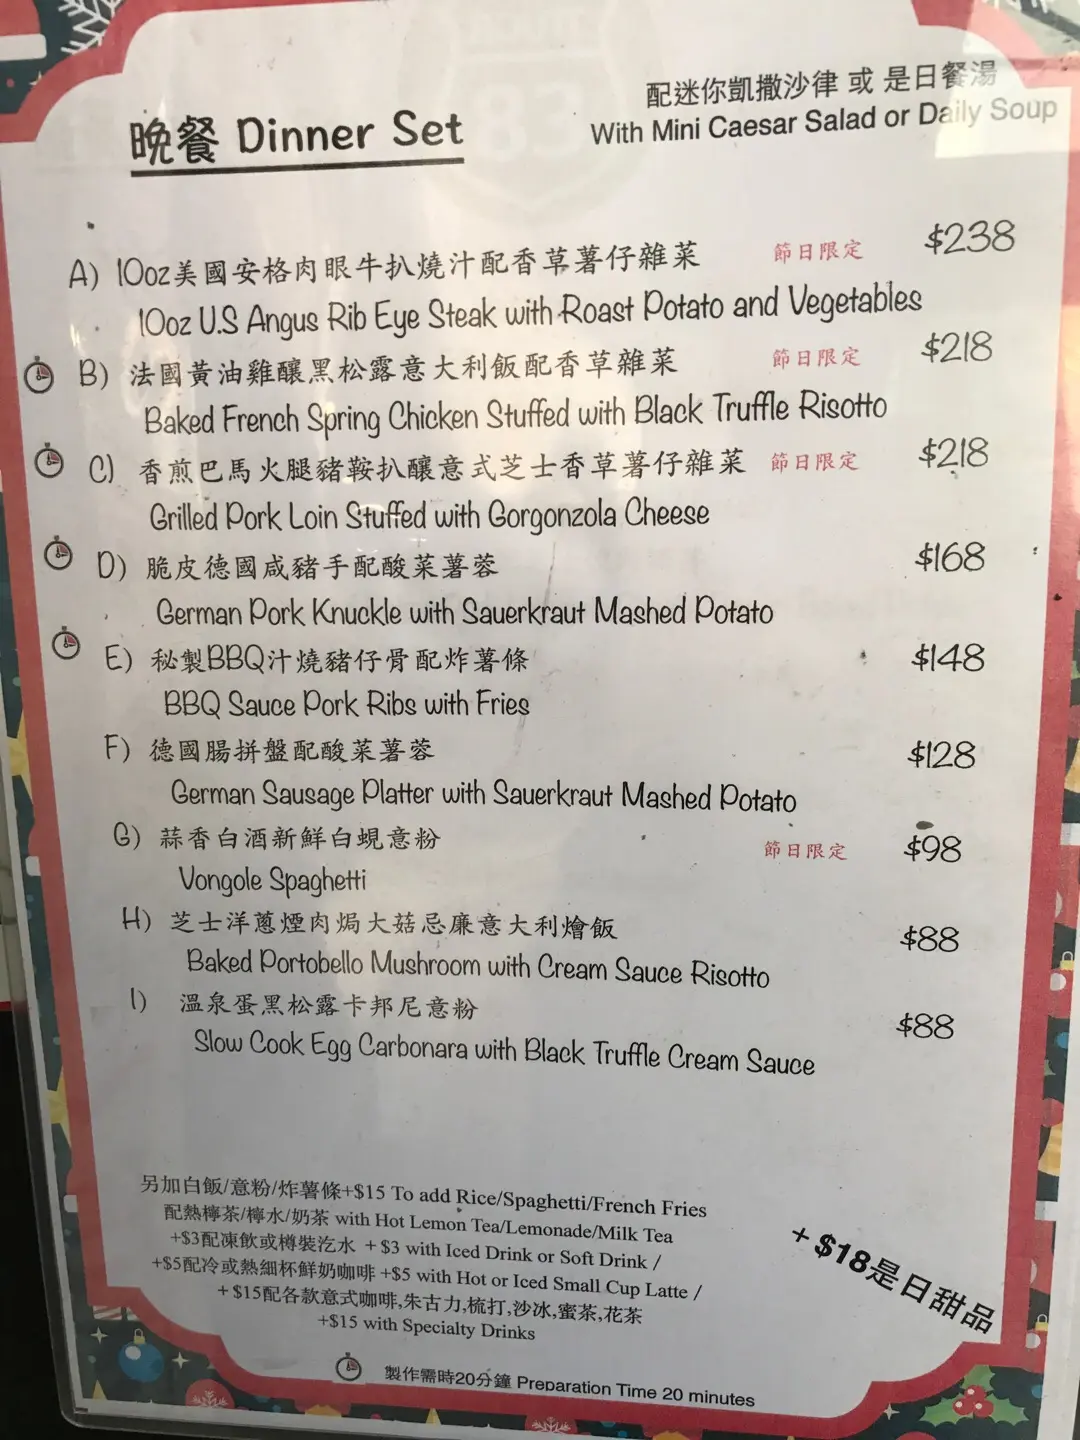 晚餐 Dinner Set
配迷你凱撒沙律 或 是日餐湯
With Mini Caesar Salad or Daily Soup
A) 10oz美國安格肉眼牛扒燒汁配香草薯仔雜菜 節日限定 $238
10oz U.S Angus Rib Eye Steak with Roast Potato and Vegetables
B) 法國黃油雞釀黑松露意大利飯配香草雜菜 節日限定 $218
Baked French Spring Chicken Stuffed with Black Truffle Risotto
C) 香煎巴馬火腿豬鞍扒釀意式芝士香草薯仔雜菜 節日限定 $218
Grilled Pork Loin Stuffed with Gorgonzola Cheese
D) 脆皮德國咸豬手配酸菜薯蓉 $168
German Pork Knuckle with Sauerkraut Mashed Potato
E) 秘製BBQ汁燒豬仔骨配炸薯條 $148
BBQ Sauce Pork Ribs with Fries
F) 德國腸拼盤配酸菜薯蓉 $128
German Sausage Platter with Sauerkraut Mashed Potato
G) 蒜香白酒新鮮白蜆意粉 節日限定 $98
Vongole Spaghetti
H) 芝士洋蔥煙肉焗大菇忌廉意大利燴飯 $88
Baked Portobello Mushroom with Cream Sauce Risotto
I) 溫泉蛋黑松露卡邦尼意粉 $88
Slow Cook Egg Carbonara with Black Truffle Cream Sauce
另加白飯/意粉/炸薯條+$15 To add Rice/Spaghetti/French Fries
配熱檸茶/檸水/奶茶 with Hot Lemon Tea/Lemonade/Milk Tea
+$3配凍飲或樽裝汔水 + $3 with Iced Drink or Soft Drink /
+$5配冷或熱細杯鮮奶咖啡 +$5 with Hot or Iced Small Cup Latte /
+ $15配各款意式咖啡,朱古力,梳打,沙冰,蜜茶,花茶
+$15 with Specialty Drinks
+ $18是日甜品
製作需時20分鐘 Preparation Time 20 minutes